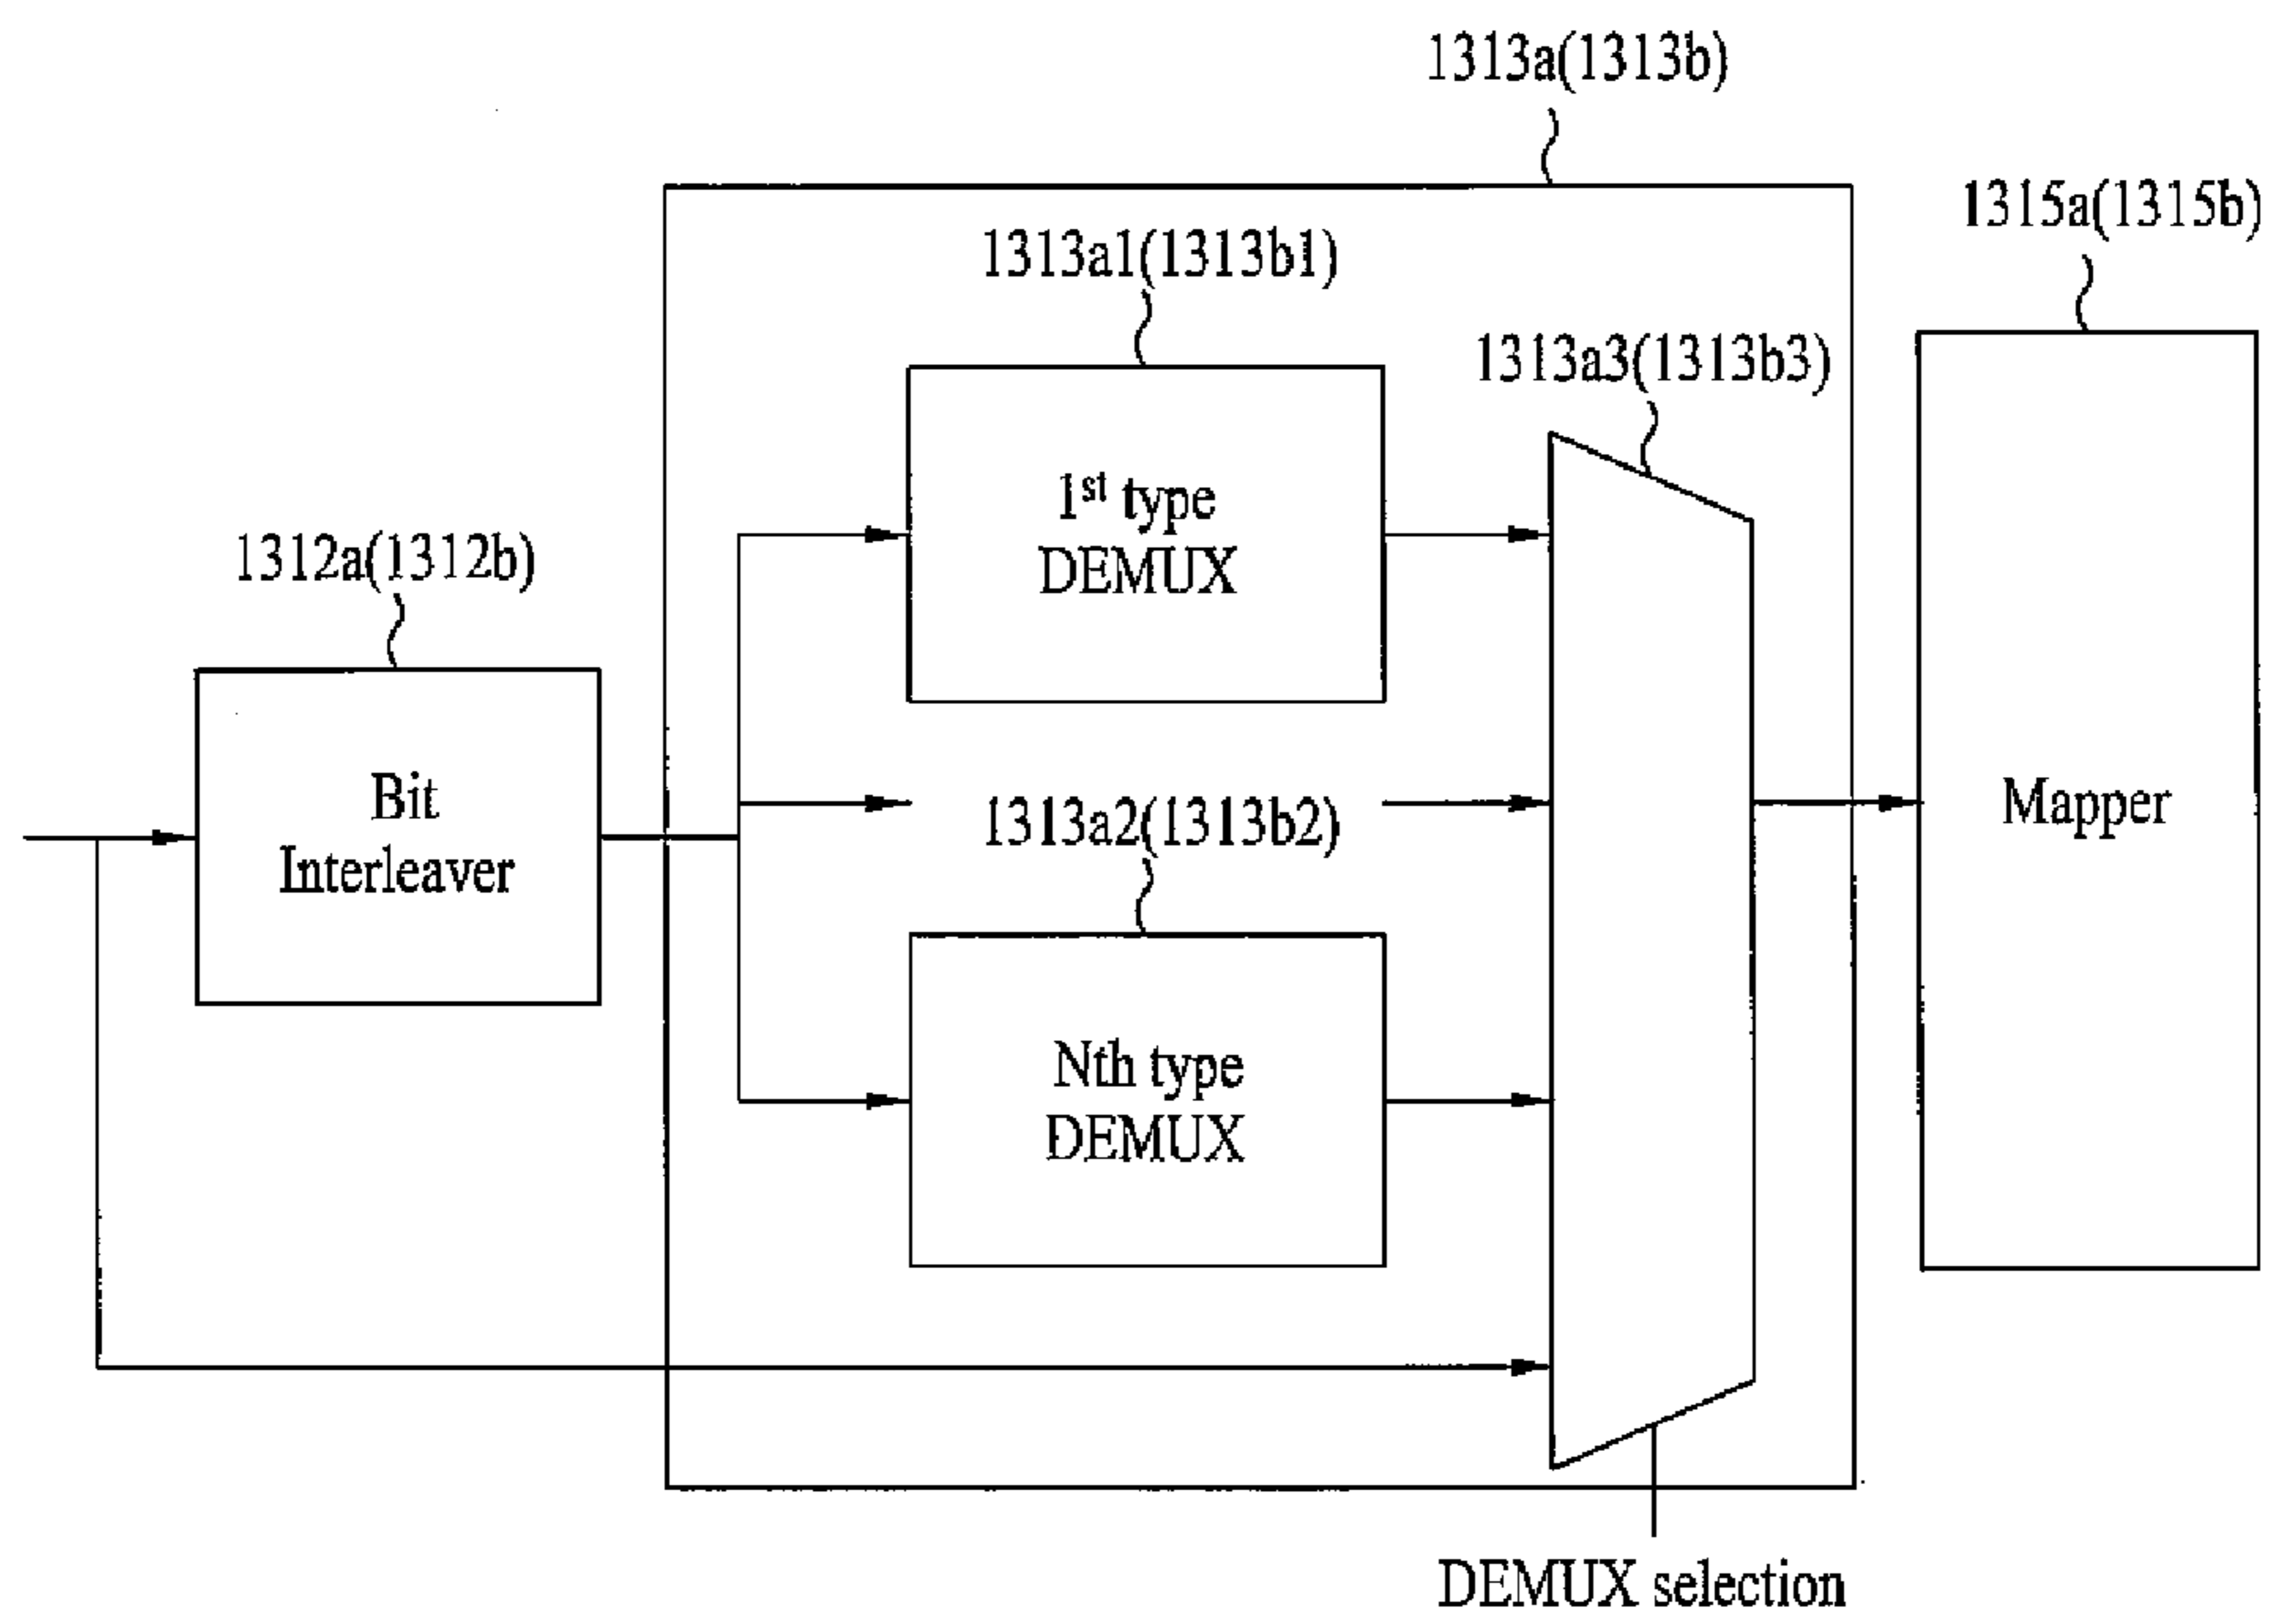 1313a(1313b)
1315a(1315b)
1313a1(1313b1)
1313a3(1313b3)
1st type
DEMUX
1312a(1312b)
Bit
Interleaver
1313a2(1313b2)
Mapper
Nth type
DEMUX
DEMUX selection